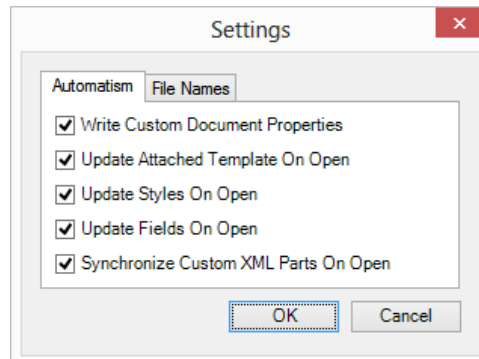 Settings
Automatism File Names
Write Custom Document Properties
Update Attached Template On Open
Update Styles On Open
Update Fields On Open
Synchronize Custom XML Parts On Open
OK Cancel